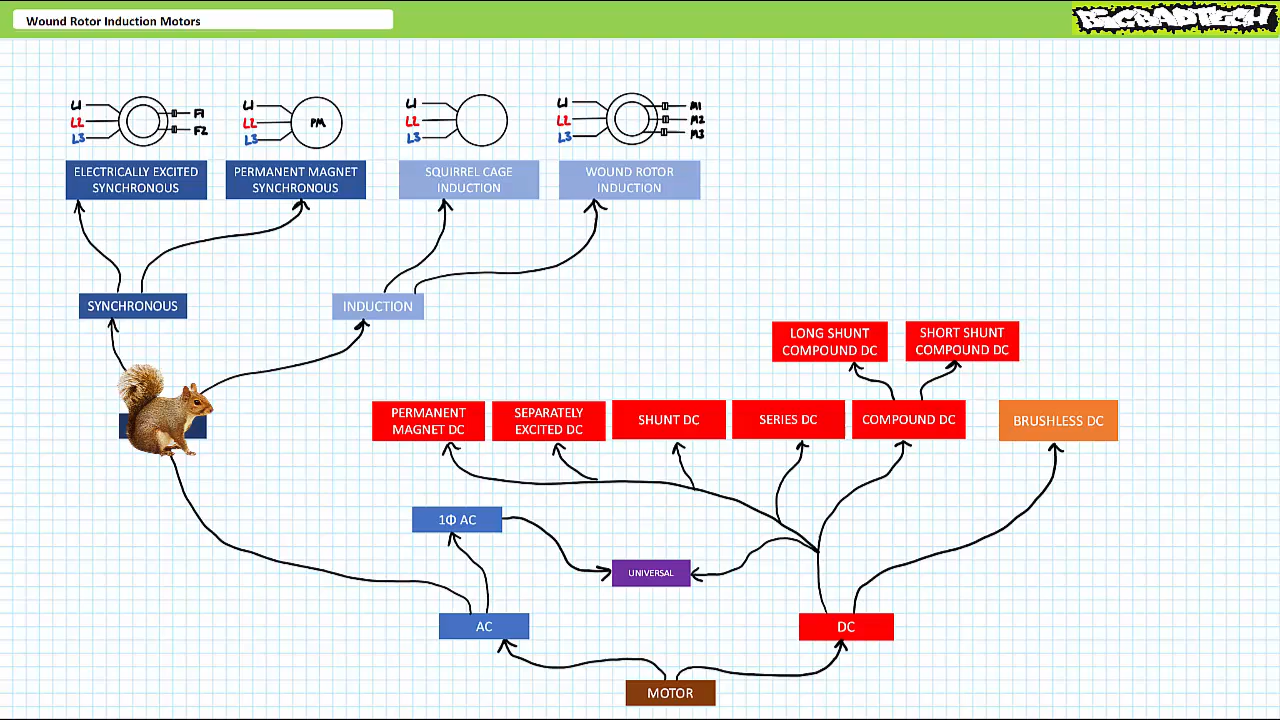 Wound Rotor Induction Motors
BIGBADTECH
L1
L2
L3
F1
F2
L1
L2
L3
PM
L1
L2
L3
L1
L2
L3
M1
M2
M3
ELECTRICALLY EXCITED
SYNCHRONOUS
PERMANENT MAGNET
SYNCHRONOUS
SQUIRREL CAGE
INDUCTION
WOUND ROTOR
INDUCTION
SYNCHRONOUS
INDUCTION
LONG SHUNT
COMPOUND DC
SHORT SHUNT
COMPOUND DC
PERMANENT
MAGNET DC
SEPARATELY
EXCITED DC
SHUNT DC
SERIES DC
COMPOUND DC
BRUSHLESS DC
1Φ AC
UNIVERSAL
AC
DC
MOTOR